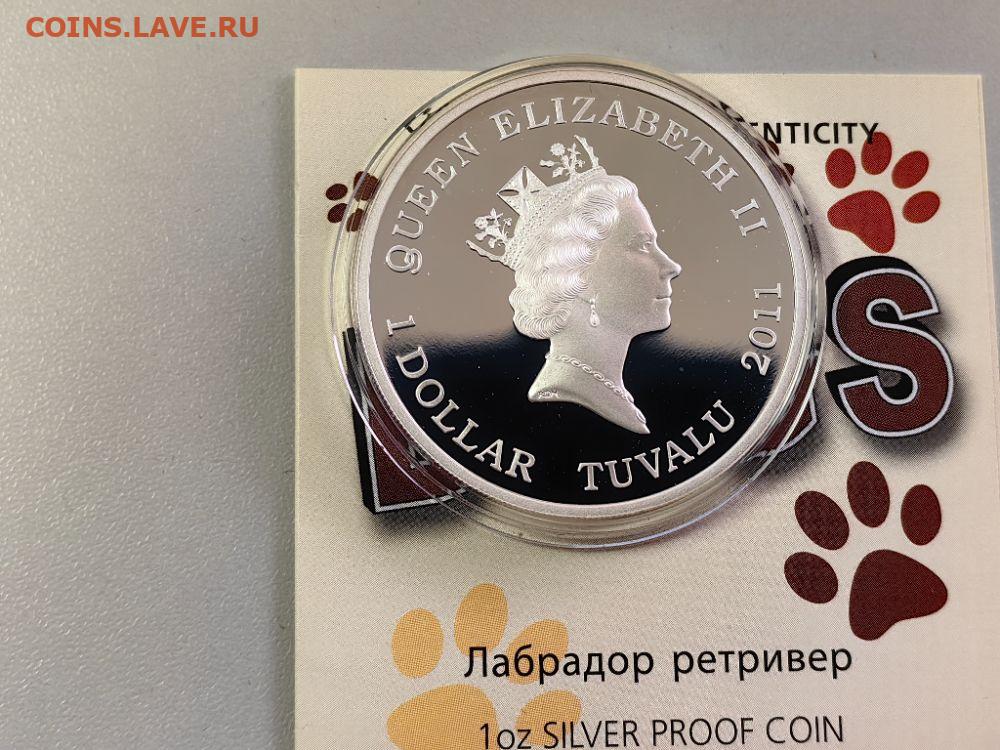 COINS.LAVE.RU
ENTICITY
QUEEN ELIZABETH II
1 DOLLAR TUVALU 2011
S
Лабрадор ретривер
1oz SILVER PROOF COIN